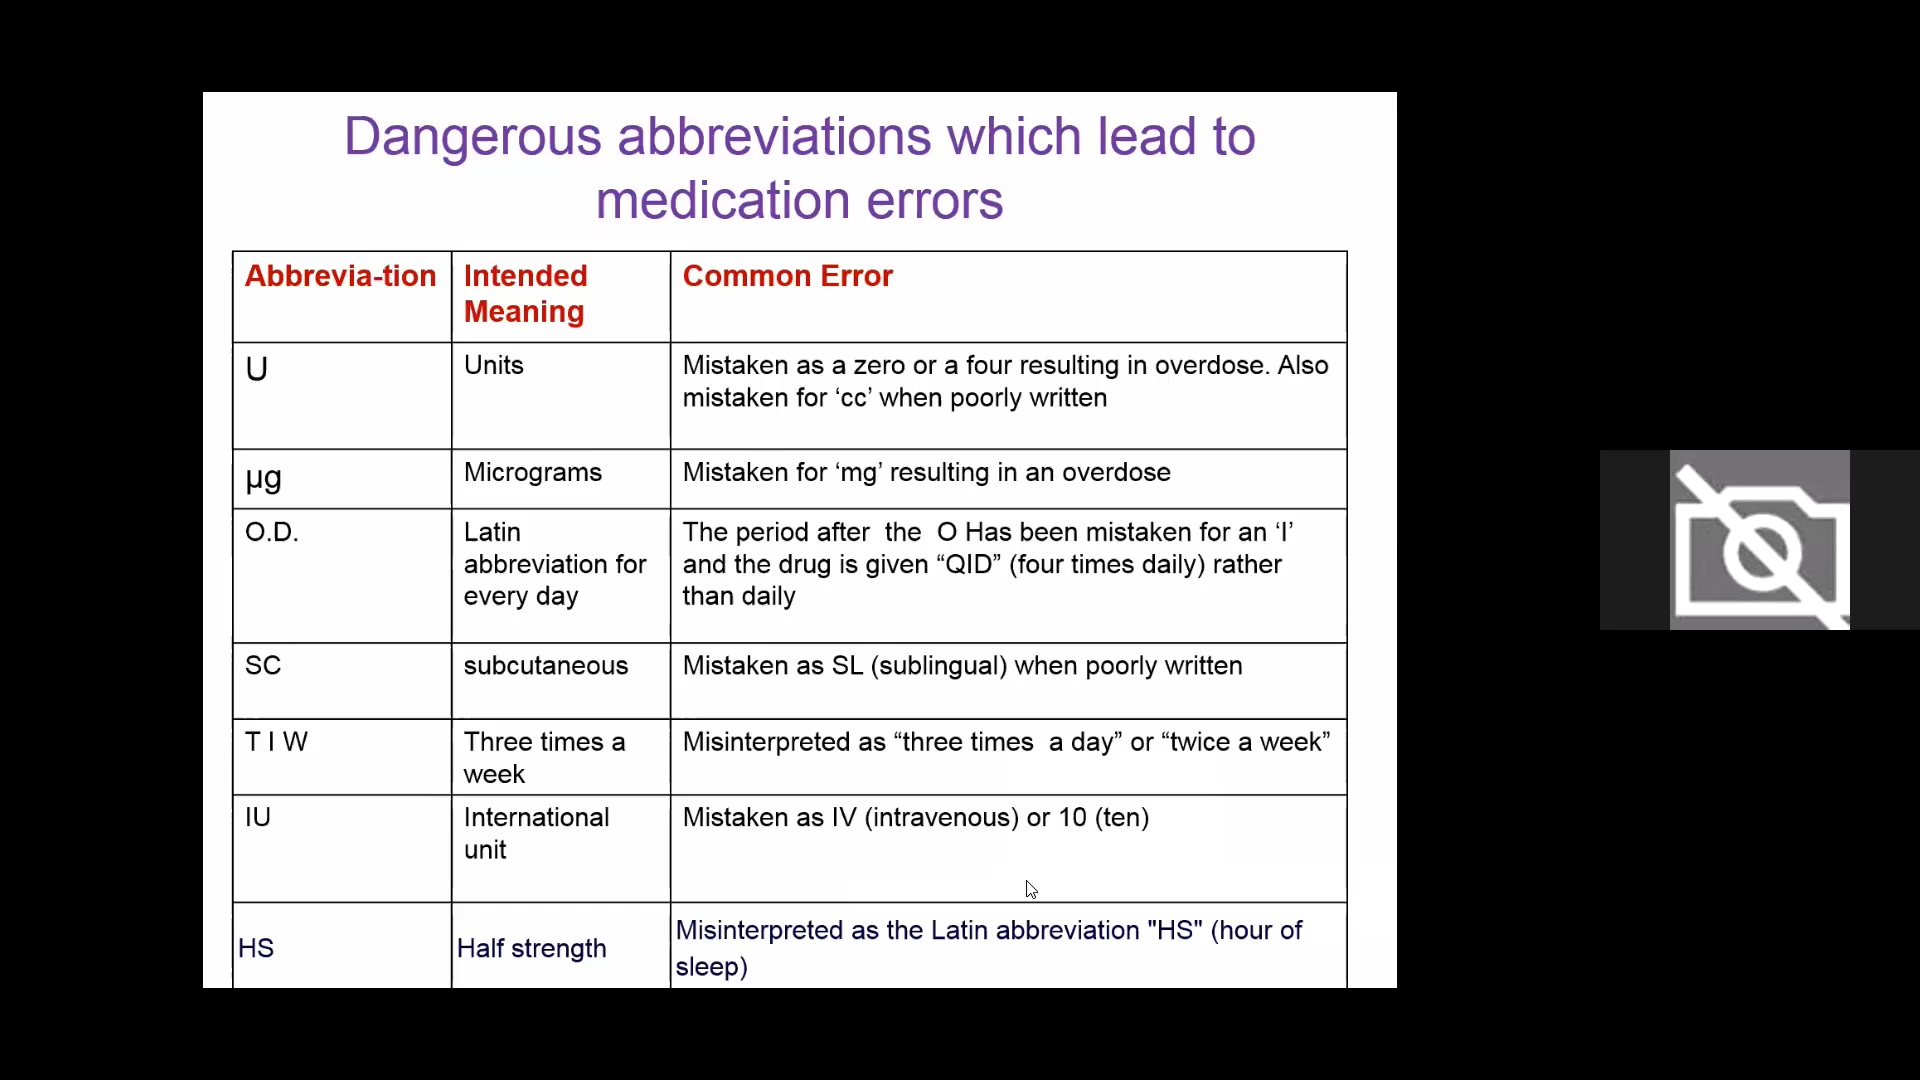 Dangerous abbreviations which lead to
medication errors
Abbrevia-tion
Intended
Meaning
Common Error
U
Units
Mistaken as a zero or a four resulting in overdose. Also
mistaken for ‘cc’ when poorly written
µg
Micrograms
Mistaken for ‘mg’ resulting in an overdose
O.D.
Latin
abbreviation for
every day
The period after  the  O Has been mistaken for an ‘I’
and the drug is given “QID” (four times daily) rather
than daily
SC
subcutaneous
Mistaken as SL (sublingual) when poorly written
T I W
Three times a
week
Misinterpreted as “three times  a day” or “twice a week”
IU
International
unit
Mistaken as IV (intravenous) or 10 (ten)
HS
Half strength
Misinterpreted as the Latin abbreviation "HS" (hour of
sleep)